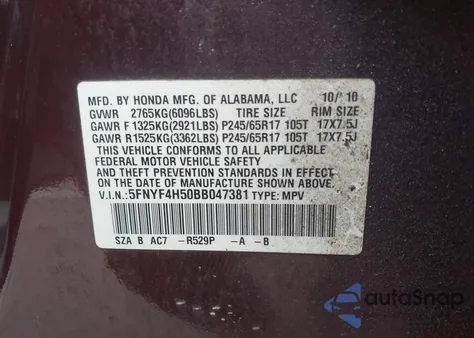 MFD. BY HONDA MFG. OF ALABAMA, LLC 10/ 10
GVWR 2765KG(6096LBS) TIRE SIZE RIM SIZE
GAWR F 1325KG(2921LBS) P245/65R17 105T 17X7.5J
GAWR R 1525KG(3362LBS) P245/65R17 105T 17X7.5J
THIS VEHICLE CONFORMS TO ALL APPLICABLE
FEDERAL MOTOR VEHICLE SAFETY
AND THEFT PREVENTION STANDARDS IN EFFECT
ON THE DATE OF MANUFACTURE SHOWN ABOVE.
V.I.N.: 5FNYF4H50BB047381 TYPE: MPV
SZA B AC7 -R529P -A -B
autoSnap